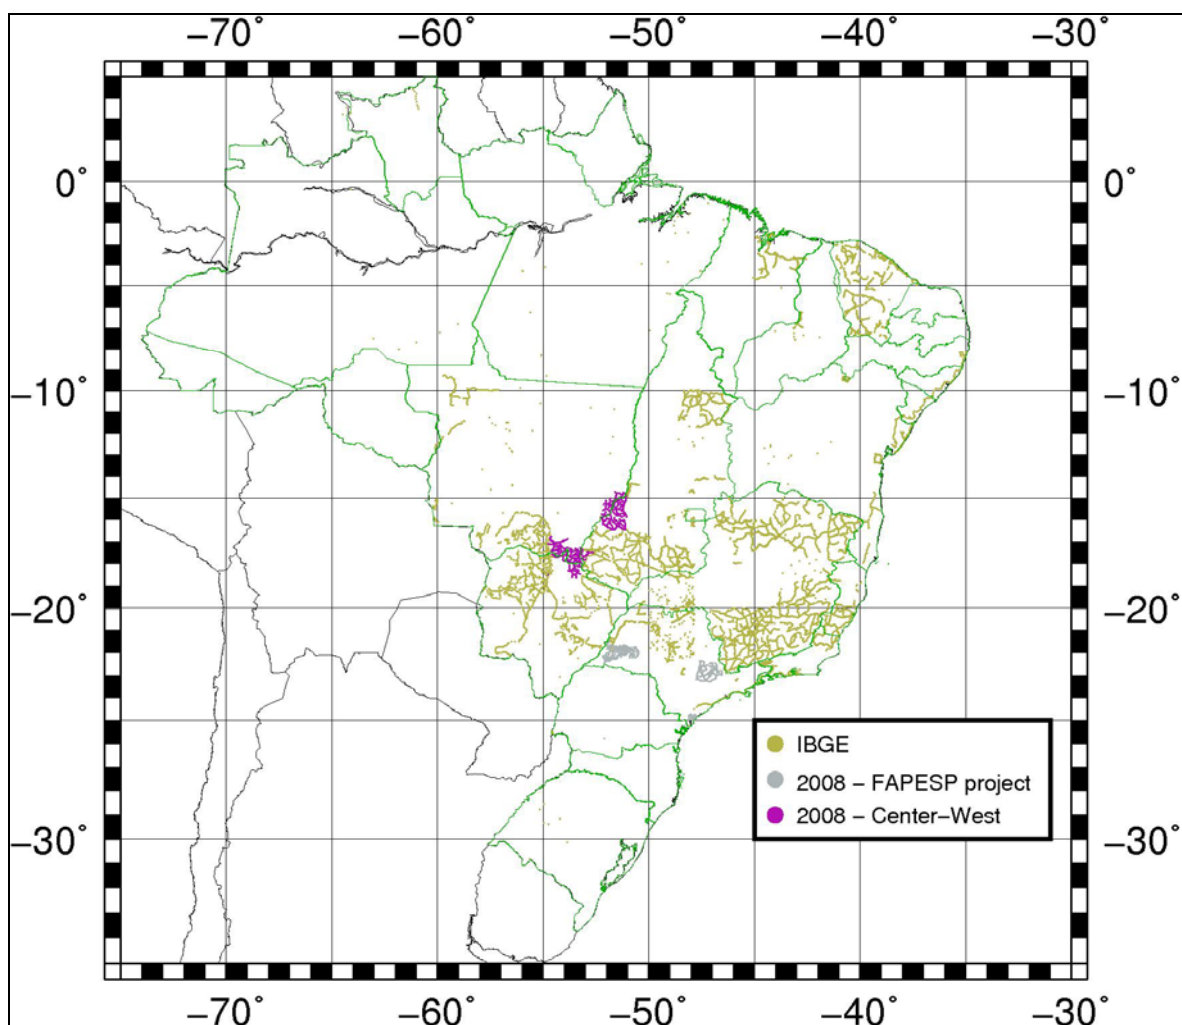 −70° −60° −50° −40° −30°
0° 0°
−10° −10°
−20° −20°
IBGE
2008 − FAPESP project
2008 − Center−West
−30° −30°
−70° −60° −50° −40° −30°